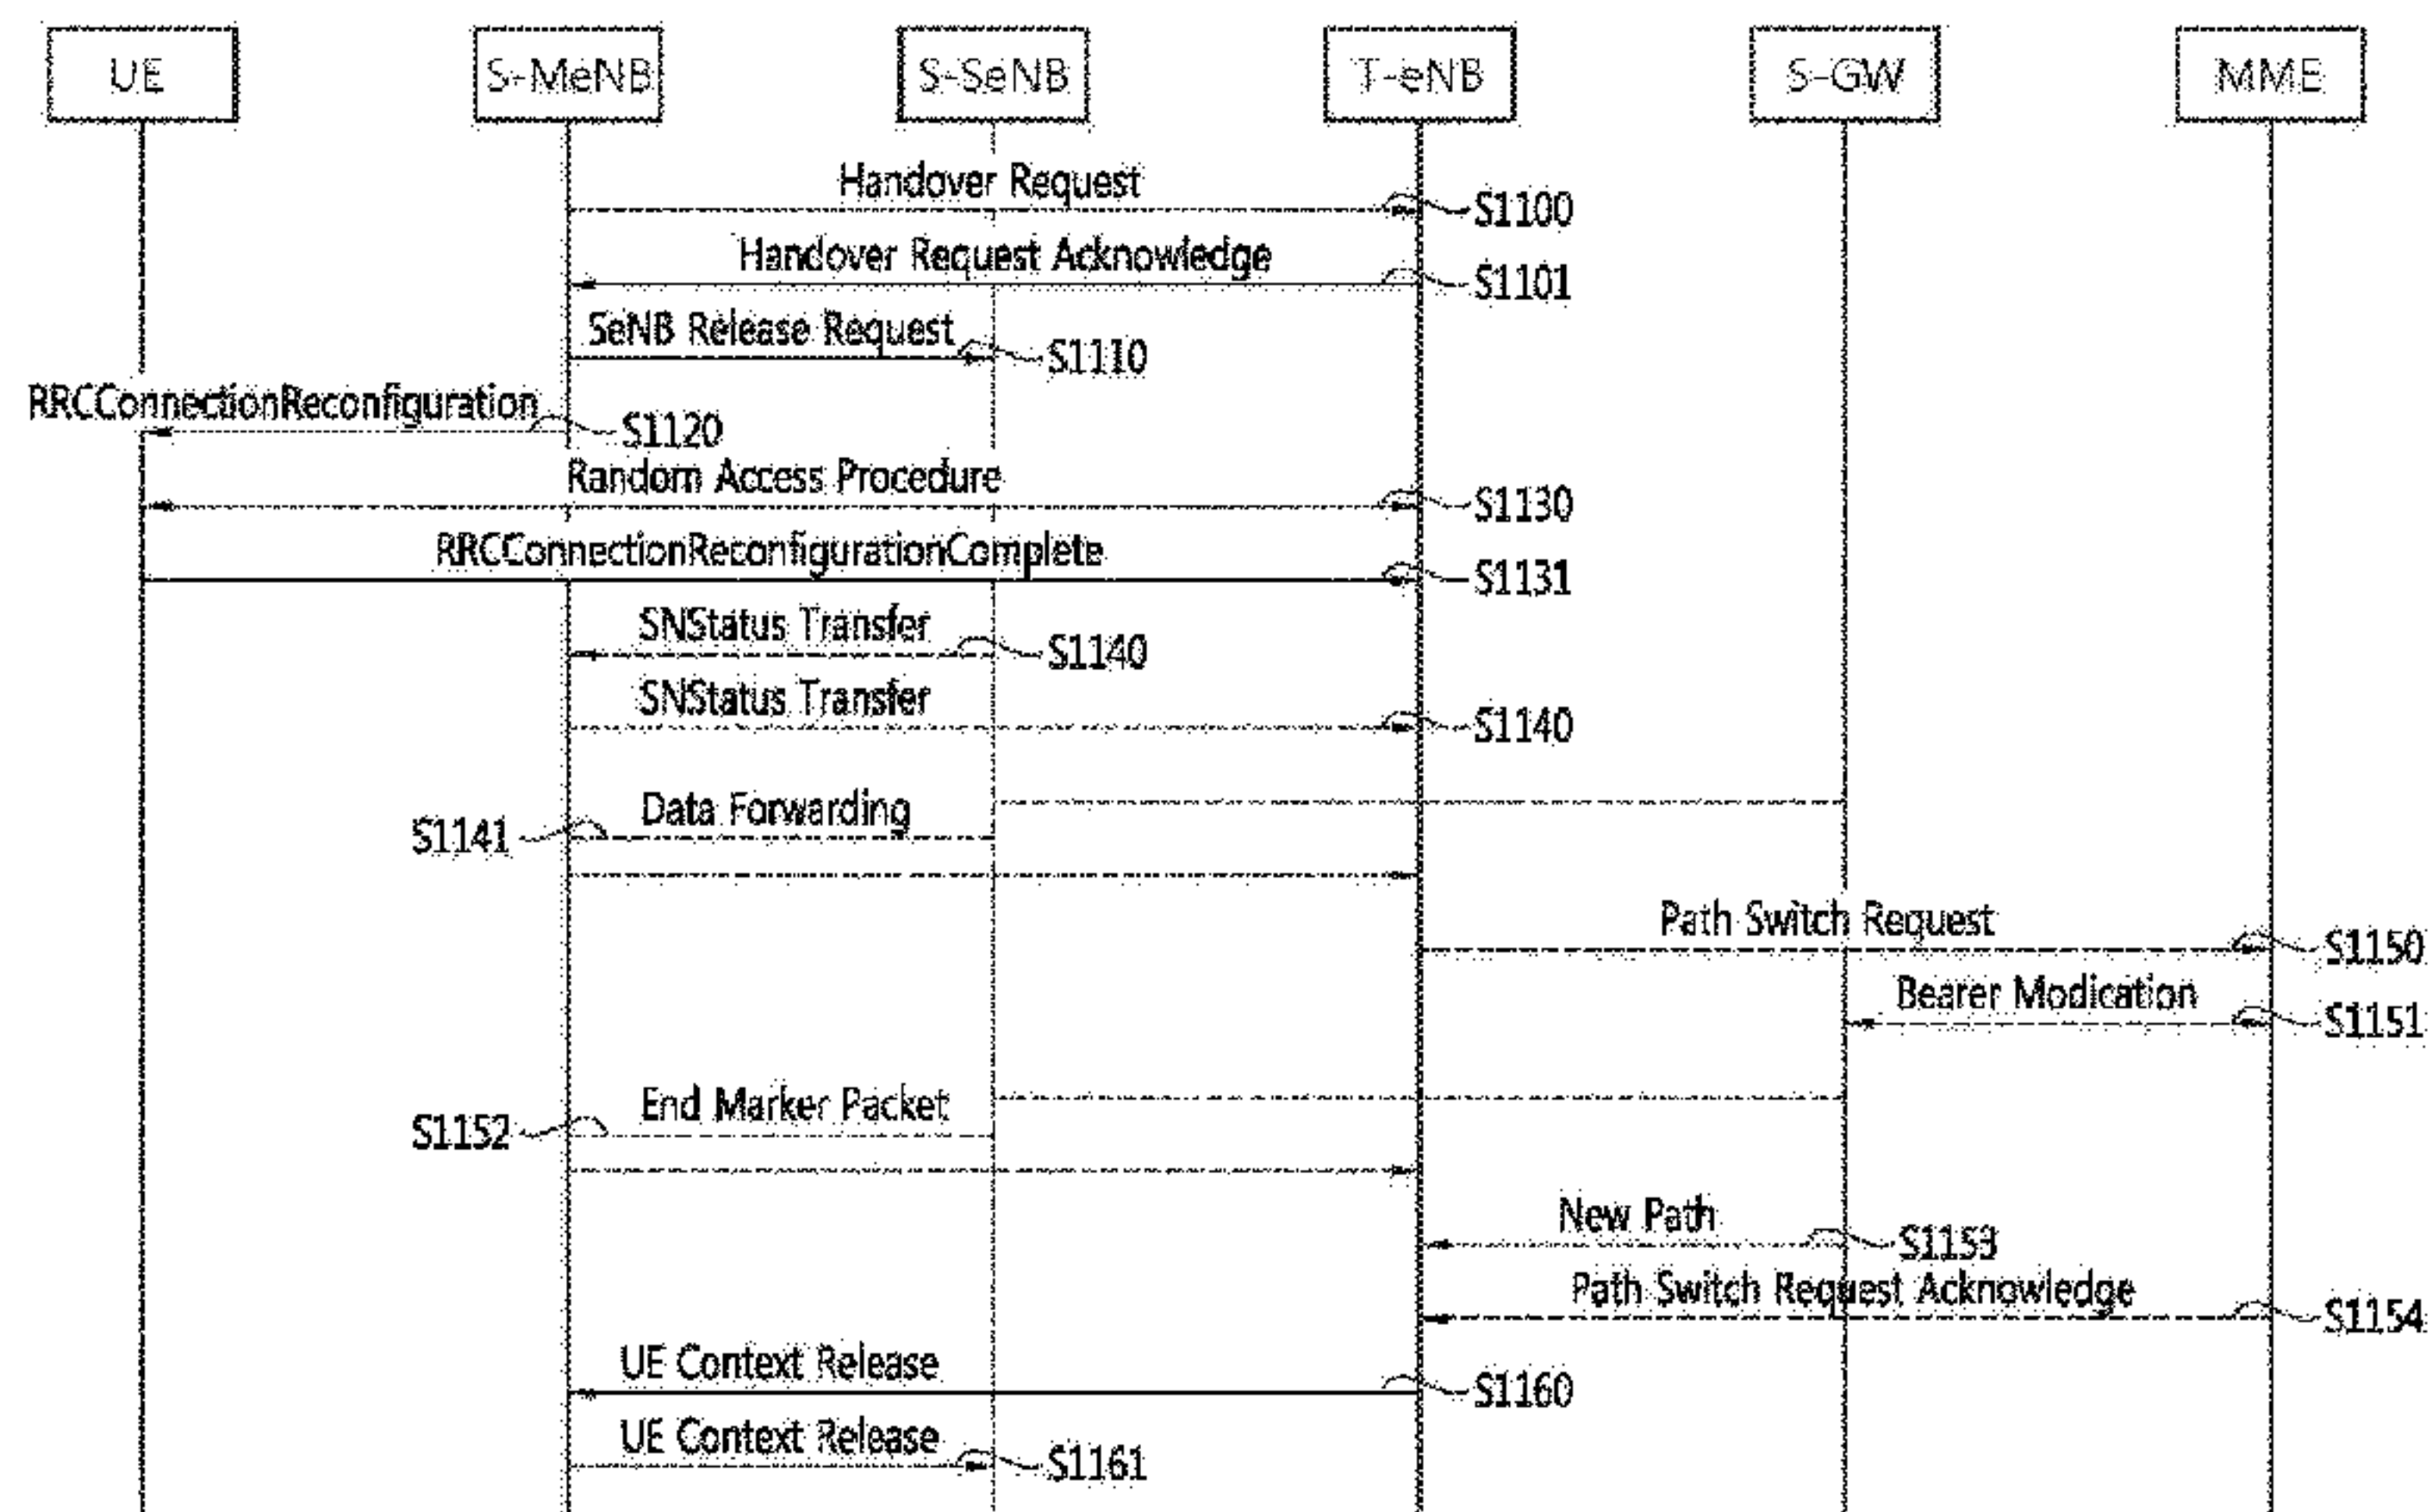 UE
S-MeNB
S-SeNB
T-eNB
S-GW
MME
Handover Request
S1100
Handover Request Acknowledge
S1101
SeNB Release Request
S1110
RRCConnectionReconfiguration
S1120
Random Access Procedure
S1130
RRCConnectionReconfigurationComplete
S1131
SNStatus Transfer
S1140
SNStatus Transfer
S1140
Data Forwarding
S1141
Path Switch Request
S1150
Bearer Modication
S1151
End Marker Packet
S1152
New Path
S1153
Path Switch Request Acknowledge
S1154
UE Context Release
S1160
UE Context Release
S1161